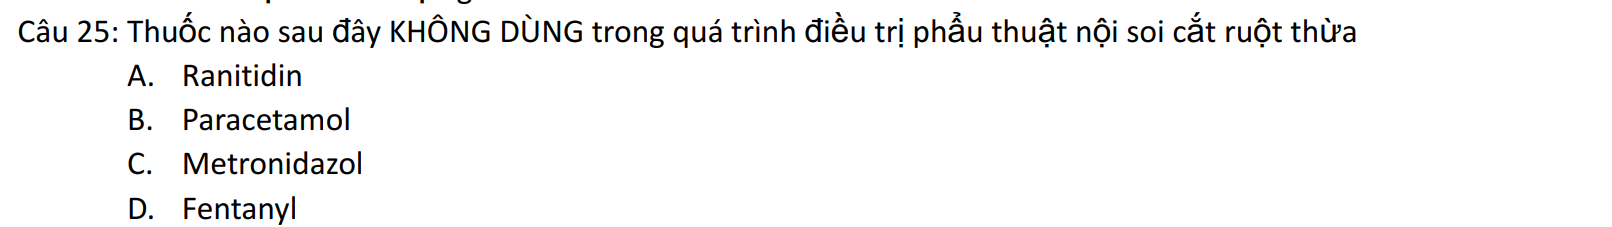 Câu 25: Thuốc nào sau đây KHÔNG DÙNG trong quá trình điều trị phẩu thuật nội soi cắt ruột thừa
A. Ranitidin
B. Paracetamol
C. Metronidazol
D. Fentanyl